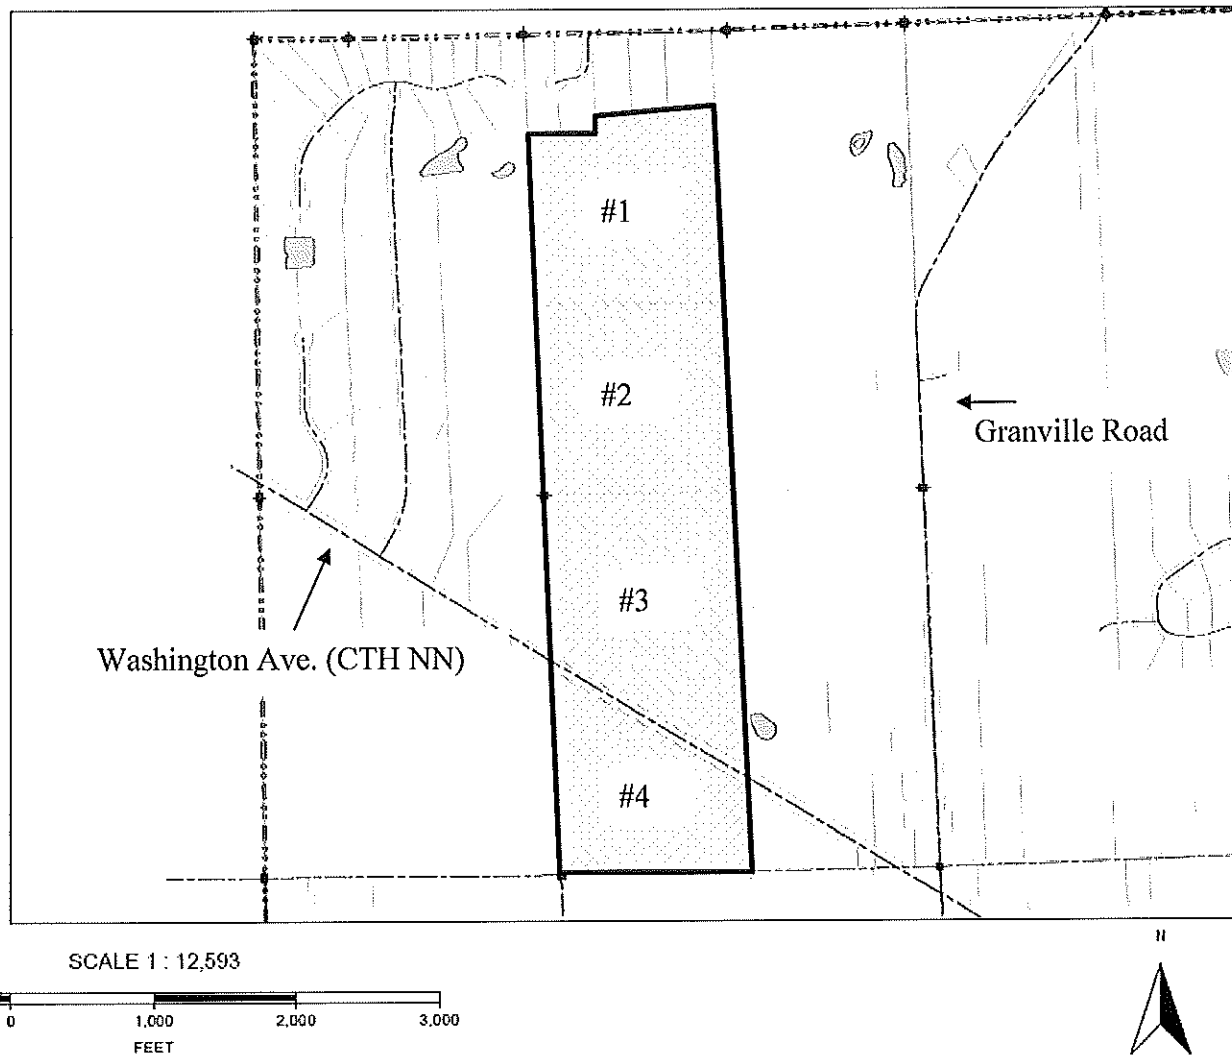 #1
#2
Granville Road
#3
Washington Ave. (CTH NN)
#4
SCALE 1 : 12,593
N
0 1,000 2,000 3,000
FEET